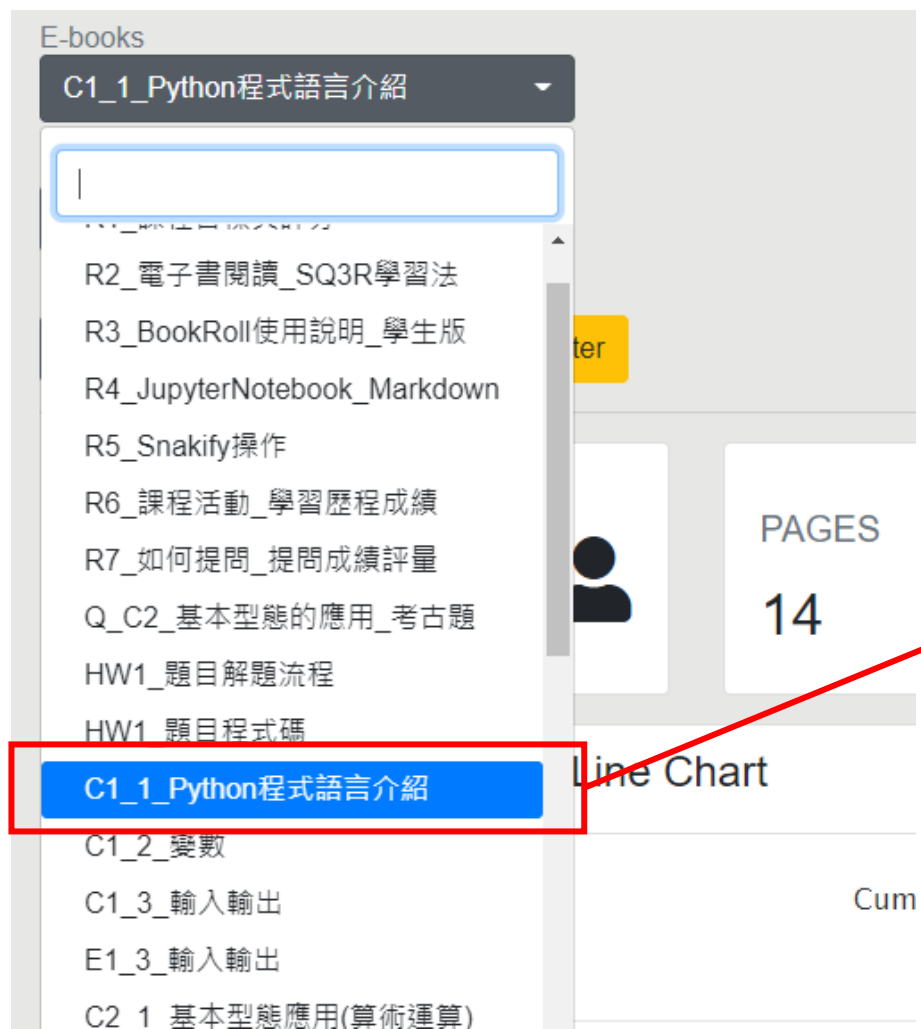 E-books
C1_1_Python程式語言介紹
R2_電子書閱讀_SQ3R學習法
R3_BookRoll使用說明_學生版
ter
R4_JupyterNotebook_Markdown
R5_Snakify操作
R6_課程活動_學習歷程成績
PAGES
R7_如何提問_提問成績評量
14
Q_C2_基本型態的應用_考古題
HW1_題目解題流程
HW1_題目程式碼
Line Chart
C1_1_Python程式語言介紹
C1_2_變數
C1_3_輸入輸出
Cum
E1_3_輸入輸出
C2_1_基本型態應用(算術運算)